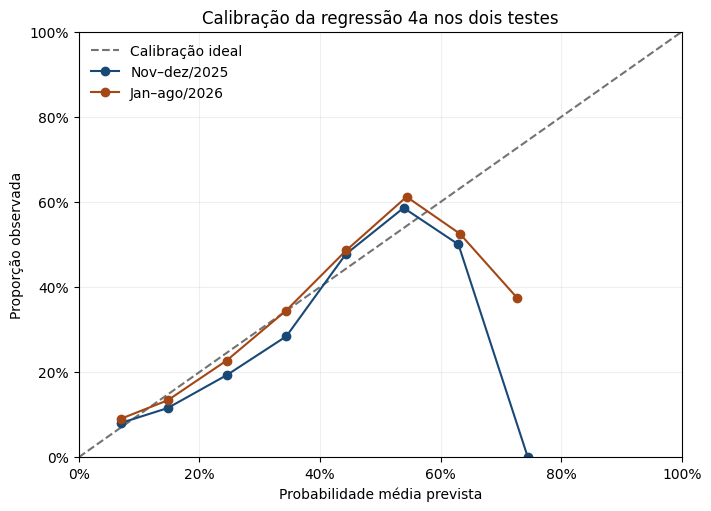 Calibração da regressão 4a nos dois testes
100%
80%
60%
40%
20%
0%
Proporção observada
Calibração ideal
Nov–dez/2025
Jan–ago/2026
0%
20%
40%
60%
80%
100%
Probabilidade média prevista